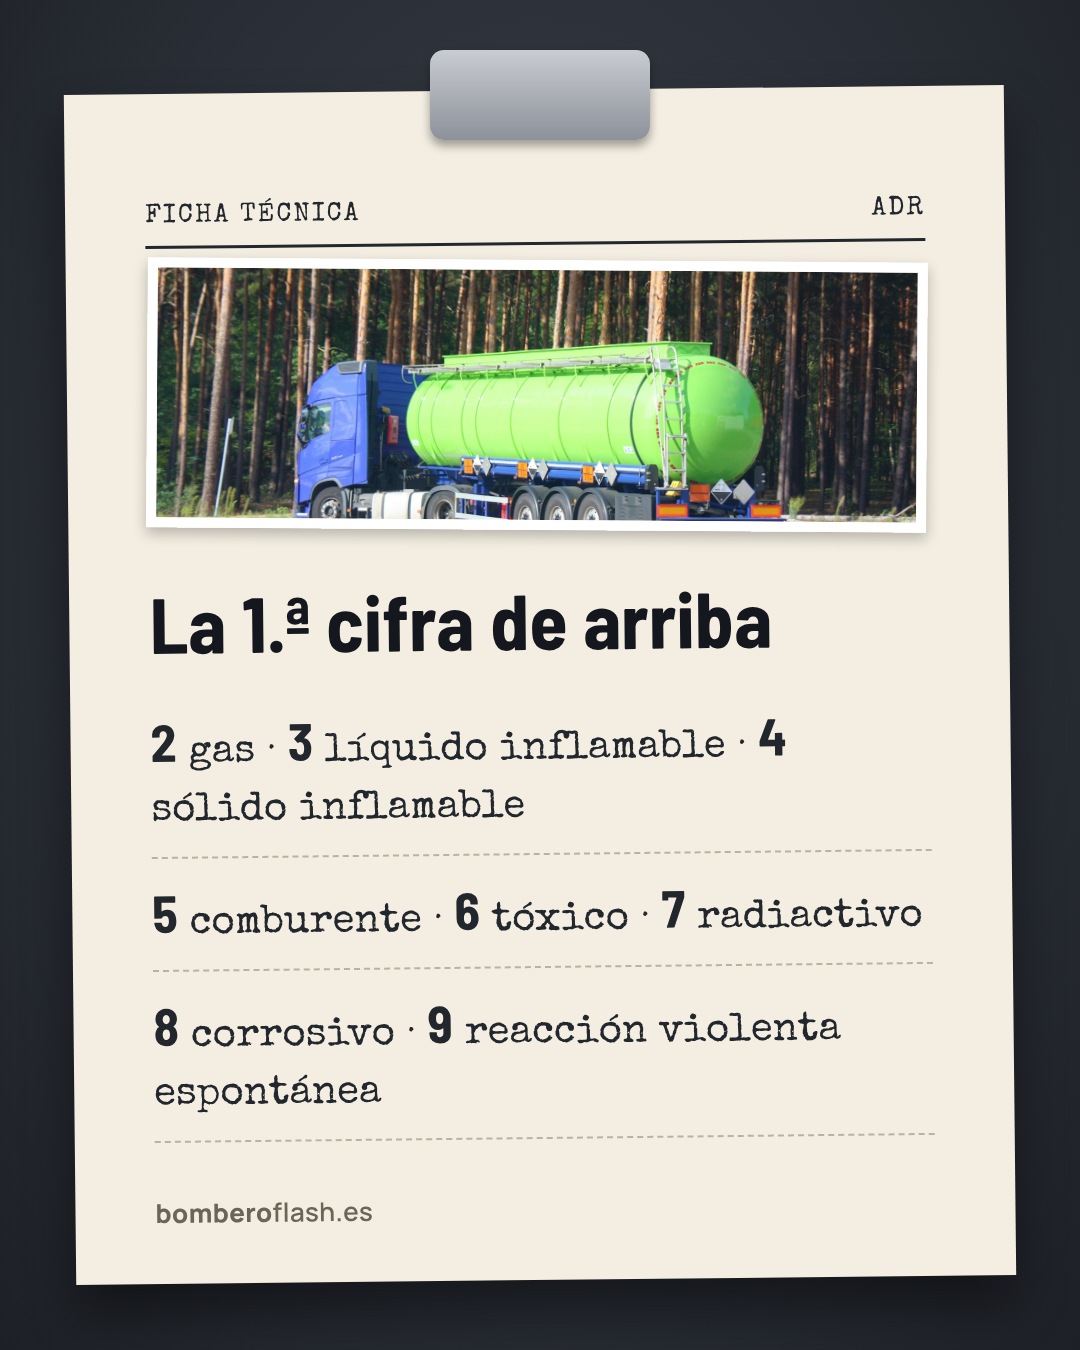 FICHA TÉCNICA
ADR
La 1.ª cifra de arriba
2 gas · 3 líquido inflamable · 4
sólido inflamable
5 comburente · 6 tóxico · 7 radiactivo
8 corrosivo · 9 reacción violenta
espontánea
bomberoflash.es